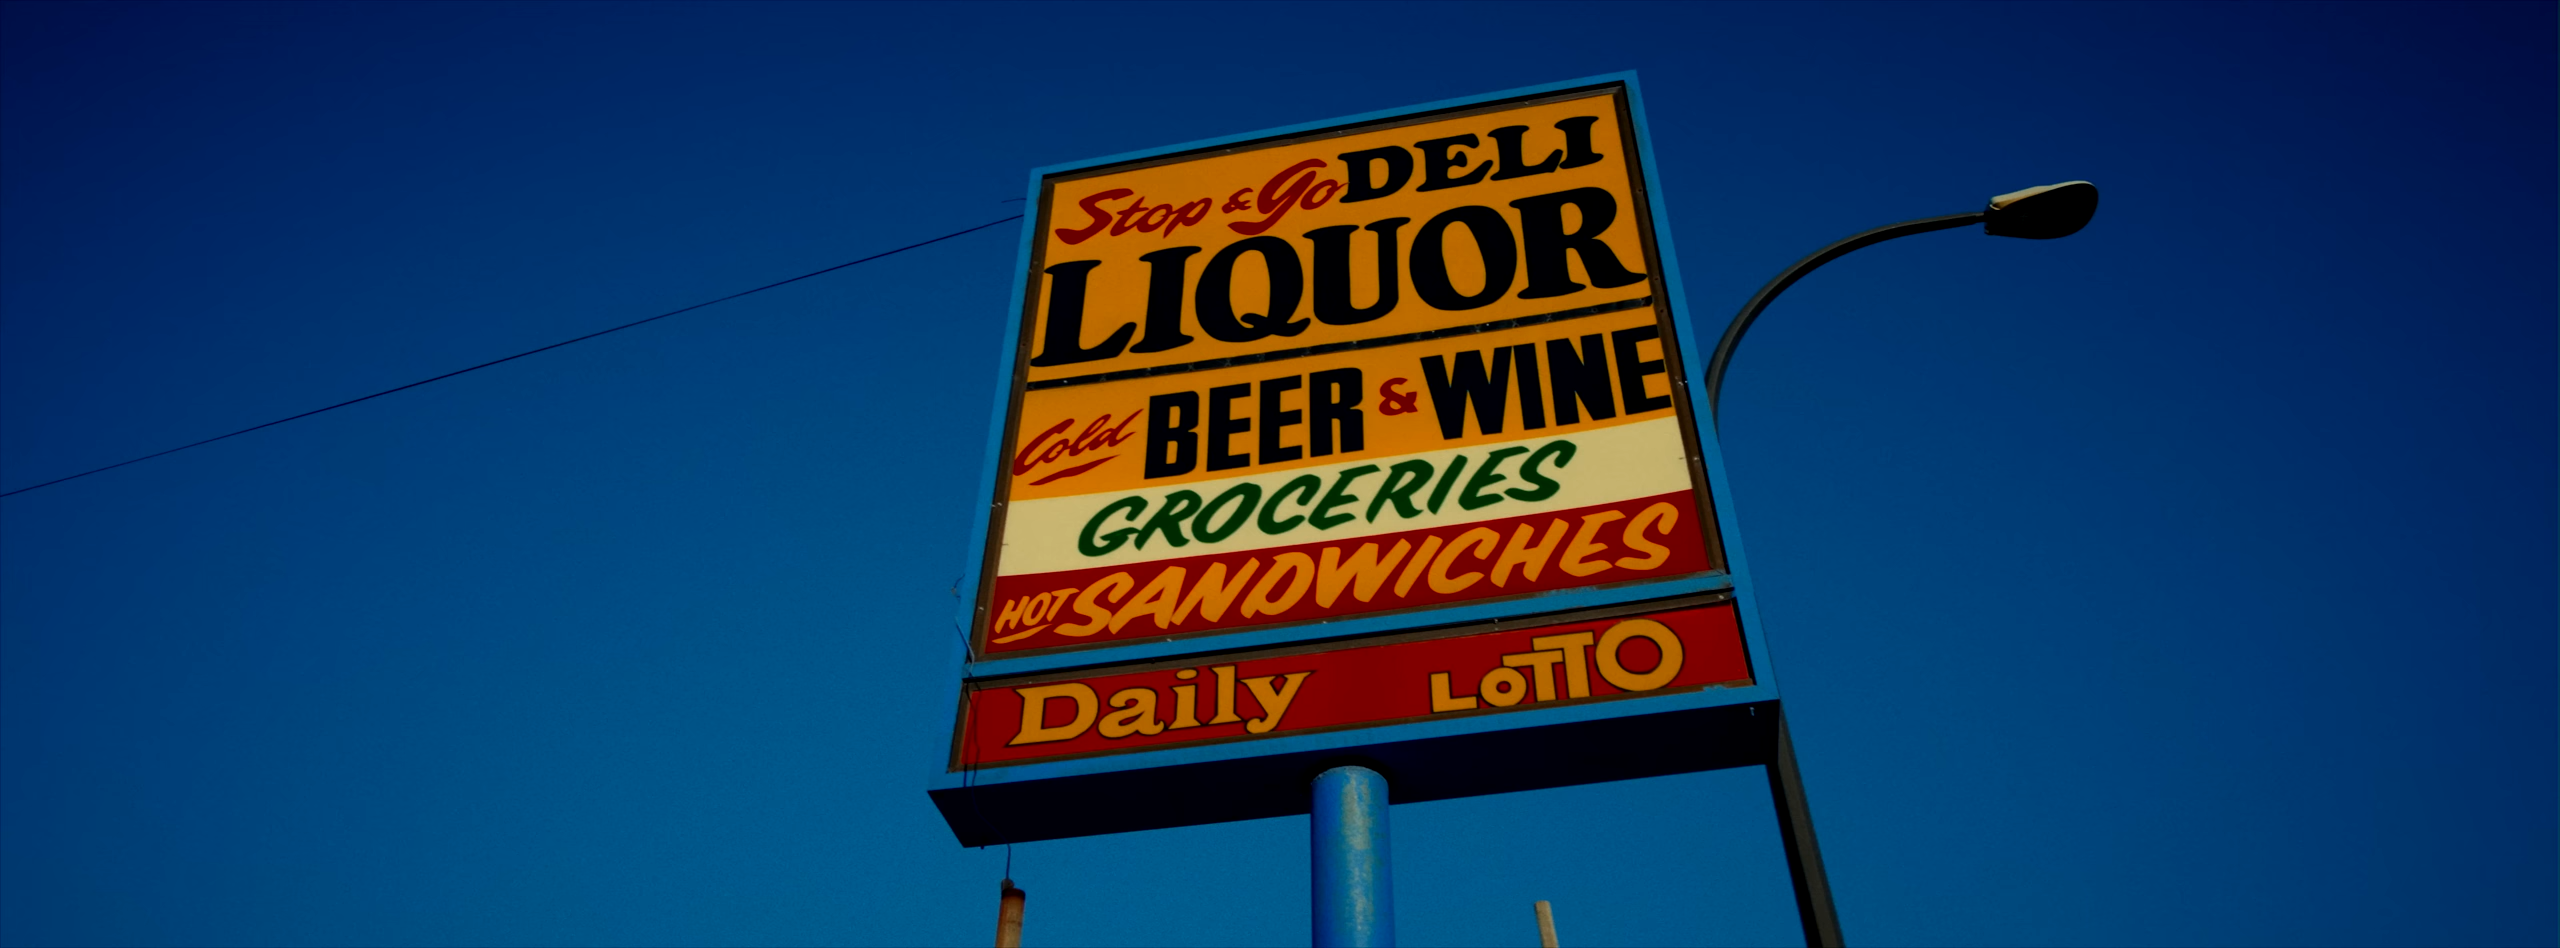 Stop & Go DELI
LIQUOR
Cold BEER & WINE
GROCERIES
HOT SANDWICHES
Daily LOTTO